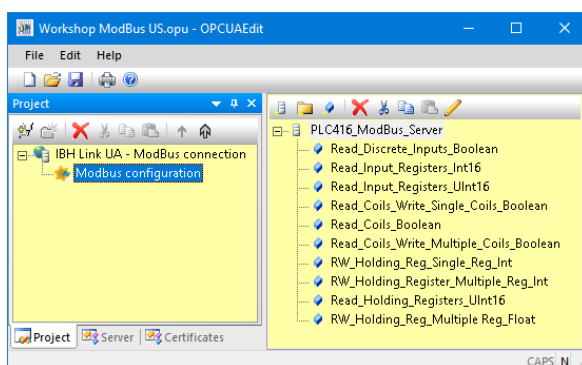 Workshop ModBus US.opu - OPCUAEdit
File Edit Help
Project
IBH Link UA - ModBus connection
Modbus configuration
Project Server Certificates
PLC416_ModBus_Server
Read_Discrete_Inputs_Boolean
Read_Input_Registers_Int16
Read_Input_Registers_UInt16
Read_Coils_Write_Single_Coils_Boolean
Read_Coils_Boolean
Read_Coils_Write_Multiple_Coils_Boolean
RW_Holding_Reg_Single_Reg_Int
RW_Holding_Register_Multiple_Reg_Int
Read_Holding_Registers_UInt16
RW_Holding_Reg_Multiple Reg_Float
CAPS N